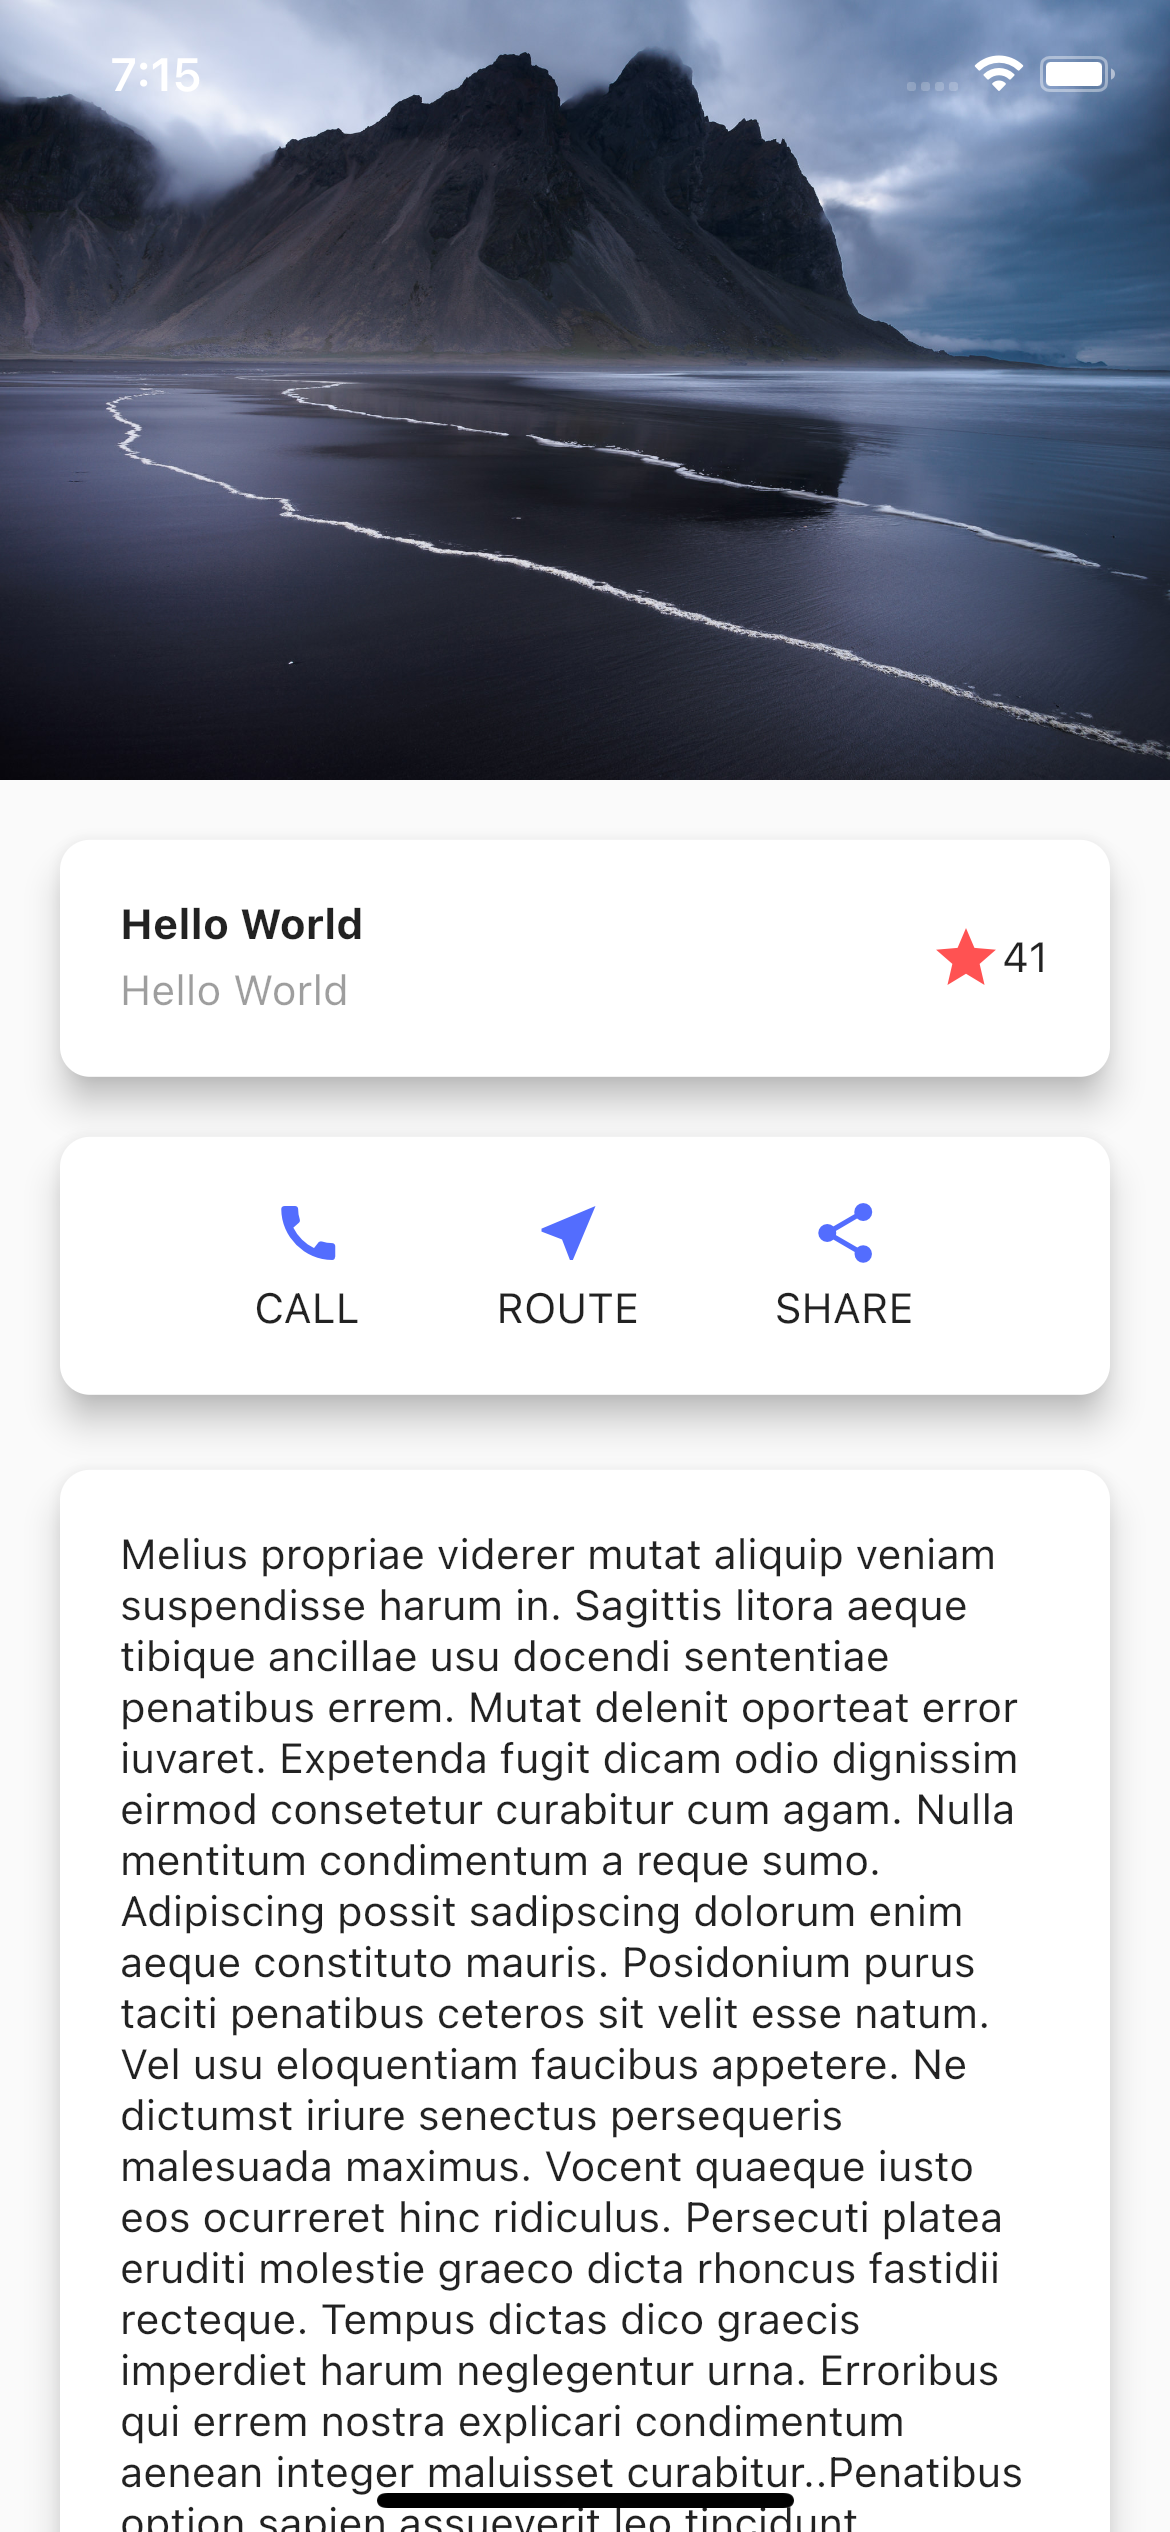 7:15
Hello World
41
Hello World
CALL
ROUTE
SHARE
Melius propriae viderer mutat aliquip veniam
suspendisse harum in. Sagittis litora aeque
tibique ancillae usu docendi sententiae
penatibus errem. Mutat delenit oporteat error
iuvaret. Expetenda fugit dicam odio dignissim
eirmod consetetur curabitur cum agam. Nulla
mentitum condimentum a reque sumo.
Adipiscing possit sadipscing dolorum enim
aeque constituto mauris. Posidonium purus
taciti penatibus ceteros sit velit esse natum.
Vel usu eloquentiam faucibus appetere. Ne
dictumst iriure senectus persequeris
malesuada maximus. Vocent quaeque iusto
eos ocurreret hinc ridiculus. Persecuti platea
eruditi molestie graeco dicta rhoncus fastidii
recteque. Tempus dictas dico graecis
imperdiet harum neglegentur urna. Erroribus
qui errem nostra explicari condimentum
aenean integer maluisset curabitur..Penatibus
option sapien assueverit leo tincidunt